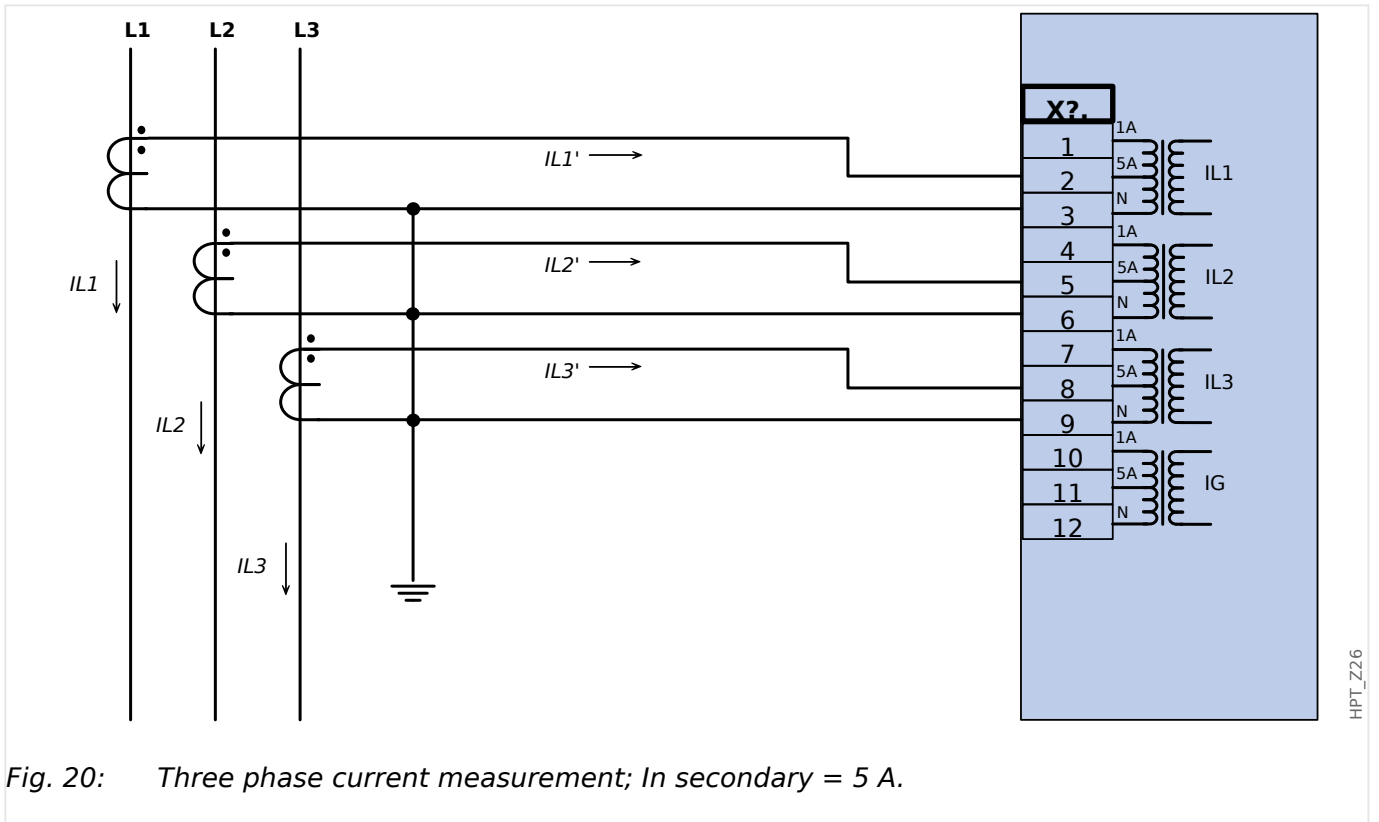 L1 L2 L3
X?.
1A
1
IL1'
5A
IL1
2
N
3
1A
4
IL2'
5A
IL2
IL1
5
N
6
1A
7
IL3'
5A
IL3
8
N
IL2
9
1A
10
5A
IG
11
N
12
IL3
HPT_Z26
Fig. 20: Three phase current measurement; In secondary = 5 A.